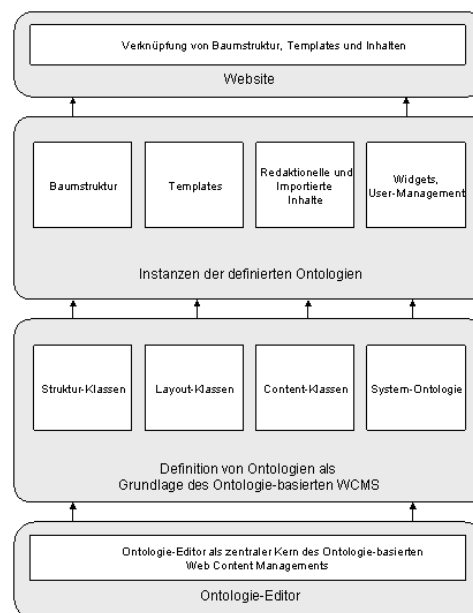 Verknüpfung von Baumstruktur, Templates und Inhalten
Website
Baumstruktur
Templates
Redaktionelle und
Importierte
Inhalte
Widgets,
User-Management
Instanzen der definierten Ontologien
Struktur-Klassen
Layout-Klassen
Content-Klassen
System-Ontologie
Definition von Ontologien als
Grundlage des Ontologie-basierten WCMS
Ontologie-Editor als zentraler Kern des Ontologie-basierten
Web Content Managements
Ontologie-Editor